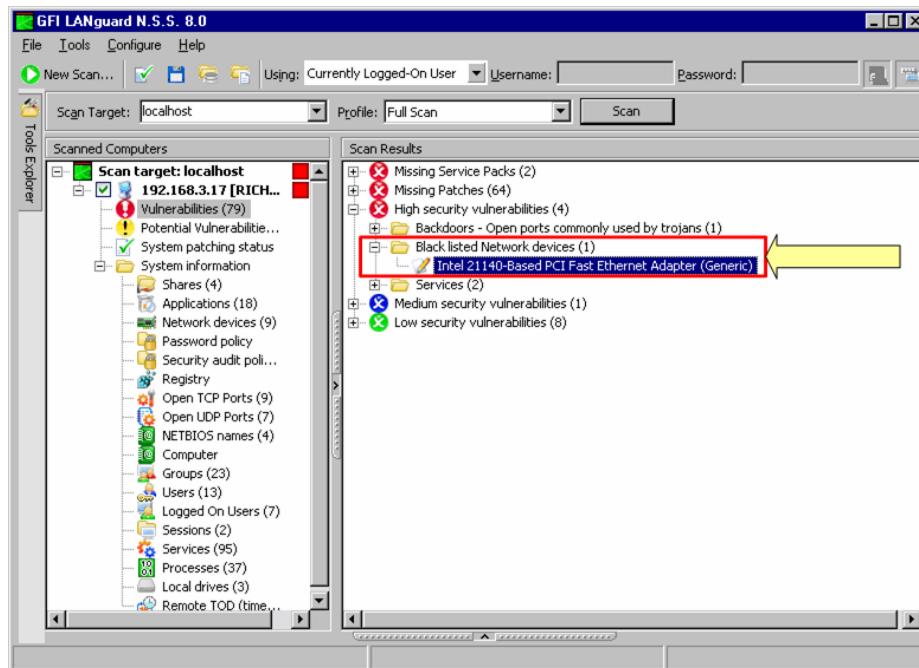 GFI LANguard N.S.S. 8.0
File Tools Configure Help
New Scan... Using: Currently Logged-On User Username: Password:
Scan Target: localhost Profile: Full Scan Scan
Tools Explorer
Scanned Computers
Scan target: localhost
192.168.3.17 [RICH...
Vulnerabilities (79)
Potential Vulnerabilitie...
System patching status
System information
Shares (4)
Applications (18)
Network devices (9)
Password policy
Security audit poli...
Registry
Open TCP Ports (9)
Open UDP Ports (7)
NETBIOS names (4)
Computer
Groups (23)
Users (13)
Logged On Users (7)
Sessions (2)
Services (95)
Processes (37)
Local drives (3)
Remote TOD (time...
Scan Results
Missing Service Packs (2)
Missing Patches (64)
High security vulnerabilities (4)
Backdoors - Open ports commonly used by trojans (1)
Black listed Network devices (1)
Intel 21140-Based PCI Fast Ethernet Adapter (Generic)
Services (2)
Medium security vulnerabilities (1)
Low security vulnerabilities (8)